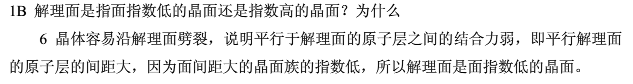 1B 解理面是指面指数低的晶面还是指数高的晶面？为什么
6 晶体容易沿解理面劈裂，说明平行于解理面的原子层之间的结合力弱，即平行解理面
的原子层的间距大，因为面间距大的晶面族的指数低，所以解理面是面指数低的晶面。